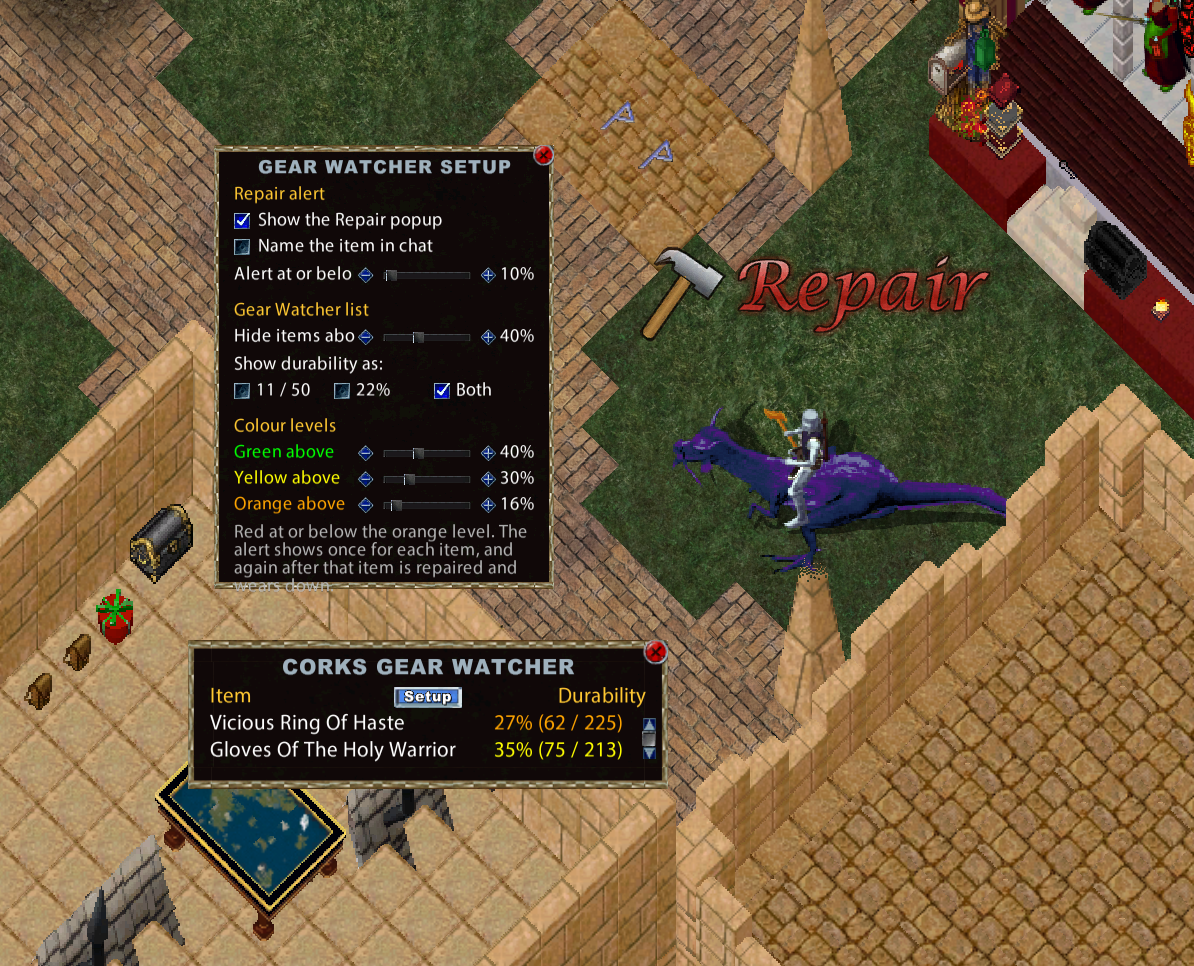 GEAR WATCHER SETUP
Repair alert
Show the Repair popup
Name the item in chat
Alert at or belo 10%
Gear Watcher list
Hide items abo 40%
Show durability as:
11 / 50 22% Both
Colour levels
Green above 40%
Yellow above 30%
Orange above 16%
Red at or below the orange level. The
alert shows once for each item, and
again after that item is repaired and
wears down.
Repair
CORKS GEAR WATCHER
Item Setup Durability
Vicious Ring Of Haste 27% (62 / 225)
Gloves Of The Holy Warrior 35% (75 / 213)